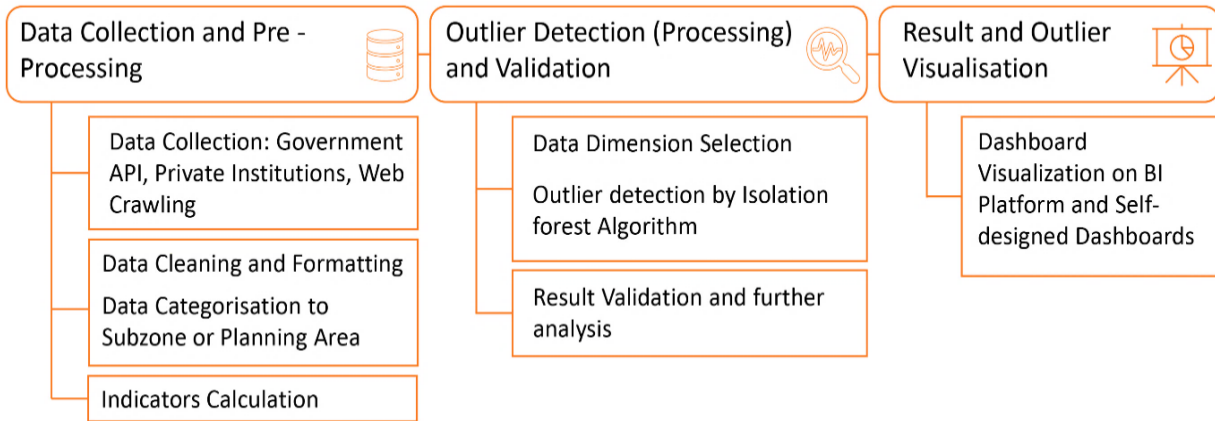 Data Collection and Pre -
Processing
Data Collection: Government
API, Private Institutions, Web
Crawling
Data Cleaning and Formatting
Data Categorisation to
Subzone or Planning Area
Indicators Calculation
Outlier Detection (Processing)
and Validation
Data Dimension Selection
Outlier detection by Isolation
forest Algorithm
Result Validation and further
analysis
Result and Outlier
Visualisation
Dashboard
Visualization on BI
Platform and Self-
designed Dashboards